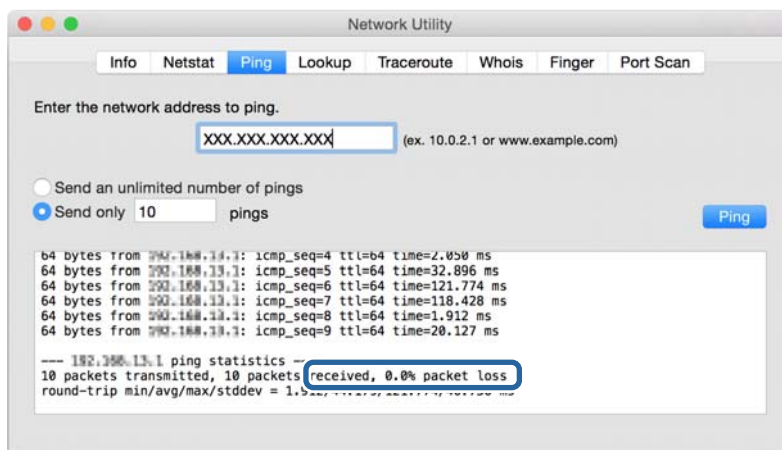 Network Utility
Info Netstat Ping Lookup Traceroute Whois Finger Port Scan
Enter the network address to ping.
XXX.XXX.XXX.XXX (ex. 10.0.2.1 or www.example.com)
Send an unlimited number of pings
Send only 10 pings
Ping
64 bytes from : icmp_seq=4 ttl=64 time=2.050 ms
64 bytes from : icmp_seq=5 ttl=64 time=32.896 ms
64 bytes from : icmp_seq=6 ttl=64 time=121.774 ms
64 bytes from : icmp_seq=7 ttl=64 time=118.428 ms
64 bytes from : icmp_seq=8 ttl=64 time=1.912 ms
64 bytes from : icmp_seq=9 ttl=64 time=20.127 ms
--- ping statistics ---
10 packets transmitted, 10 packets received, 0.0% packet loss
round-trip min/avg/max/stddev = ms